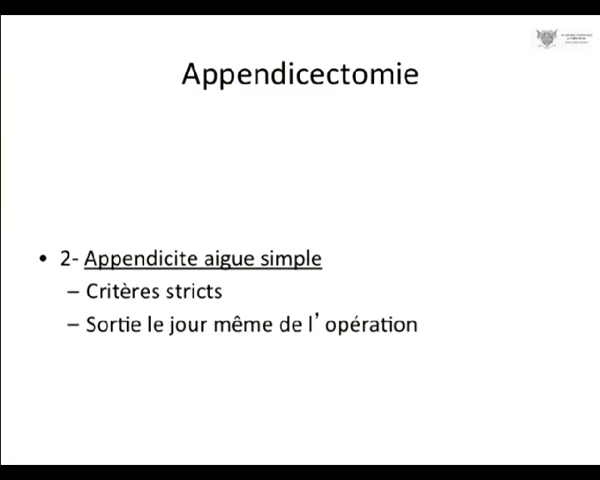 Appendicectomie
• 2- Appendicite aigue simple
– Critères stricts
– Sortie le jour même de l’ opération